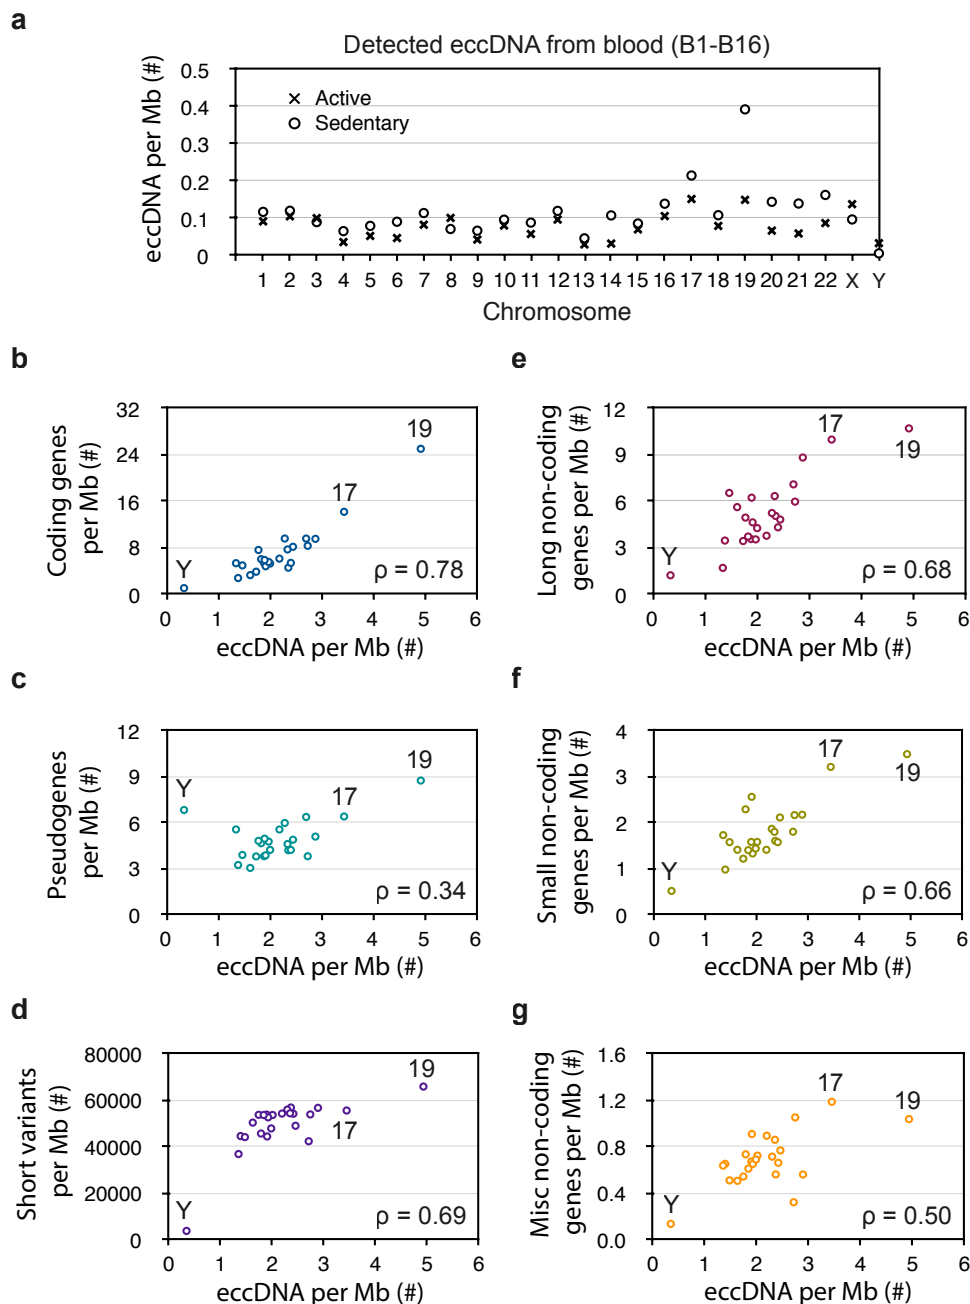 a
Detected eccDNA from blood (B1-B16)
eccDNA per Mb (#)
0.5
0.4
0.3
0.2
0.1
0
Active
Sedentary
1 2 3 4 5 6 7 8 9 10 11 12 13 14 15 16 17 18 19 20 21 22 X Y
Chromosome
b
Coding genes
per Mb (#)
32
24
16
8
0
19
17
Y
ρ = 0.78
0 1 2 3 4 5 6
eccDNA per Mb (#)
e
Long non-coding
genes per Mb (#)
12
9
6
3
0
17
19
Y
ρ = 0.68
0 1 2 3 4 5 6
eccDNA per Mb (#)
c
Pseudogenes
per Mb (#)
12
9
6
3
0
19
Y
17
ρ = 0.34
0 1 2 3 4 5 6
eccDNA per Mb (#)
f
Small non-coding
genes per Mb (#)
4
3
2
1
0
17
19
Y
ρ = 0.66
0 1 2 3 4 5 6
eccDNA per Mb (#)
d
Short variants
per Mb (#)
80000
60000
40000
20000
0
19
17
Y
ρ = 0.69
0 1 2 3 4 5 6
eccDNA per Mb (#)
g
Misc non-coding
genes per Mb (#)
1.6
1.2
0.8
0.4
0.0
17
19
Y
ρ = 0.50
0 1 2 3 4 5 6
eccDNA per Mb (#)